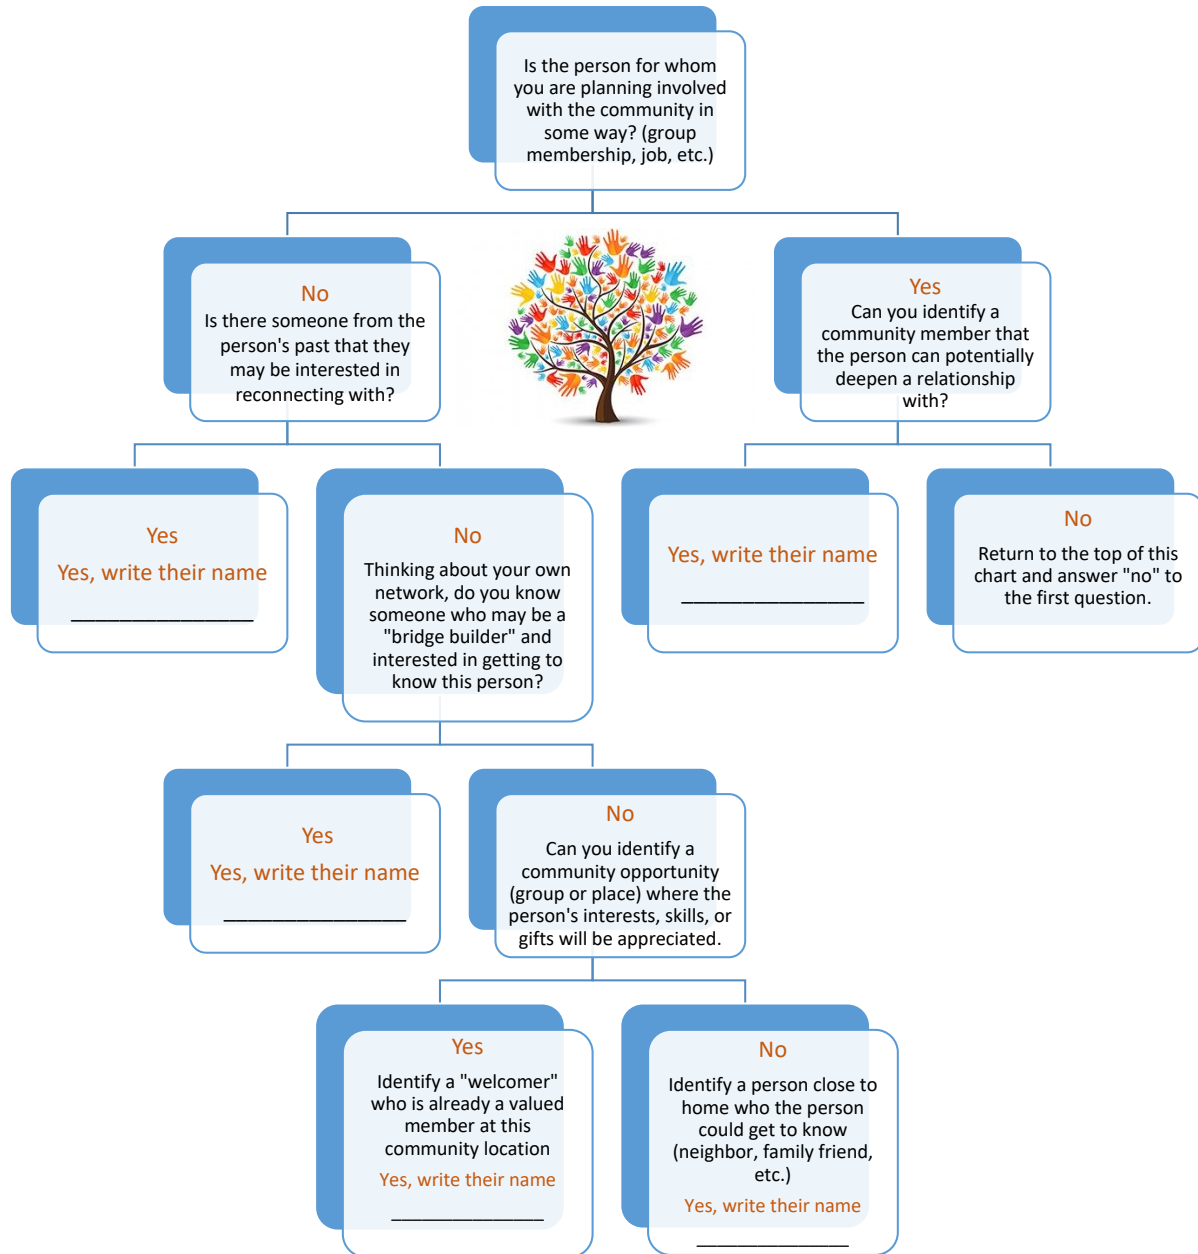 Is the person for whom
you are planning involved
with the community in
some way? (group
membership, job, etc.)
No
Is there someone from the
person's past that they
may be interested in
reconnecting with?
Yes
Can you identify a
community member that
the person can potentially
deepen a relationship
with?
Yes
Yes, write their name
_______________
No
Thinking about your own
network, do you know
someone who may be a
"bridge builder" and
interested in getting to
know this person?
Yes, write their name
_______________
No
Return to the top of this
chart and answer "no" to
the first question.
Yes
Yes, write their name
_______________
No
Can you identify a
community opportunity
(group or place) where the
person's interests, skills, or
gifts will be appreciated.
Yes
Identify a "welcomer"
who is already a valued
member at this
community location
Yes, write their name
_______________
No
Identify a person close to
home who the person
could get to know
(neighbor, family friend,
etc.)
Yes, write their name
_______________